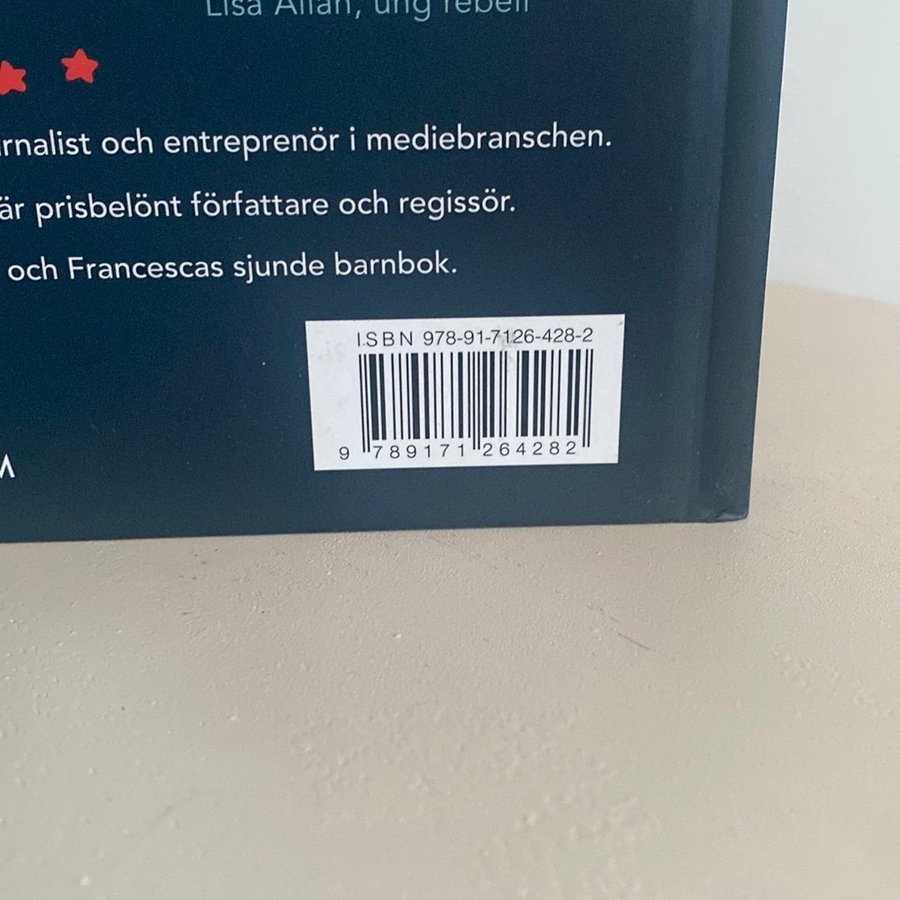 Lisa Allan, ung rebell
rnalist och entreprenör i mediebranschen.
är prisbelönt författare och regissör.
och Francescas sjunde barnbok.
ISBN 978-91-7126-428-2
9 789171 264282